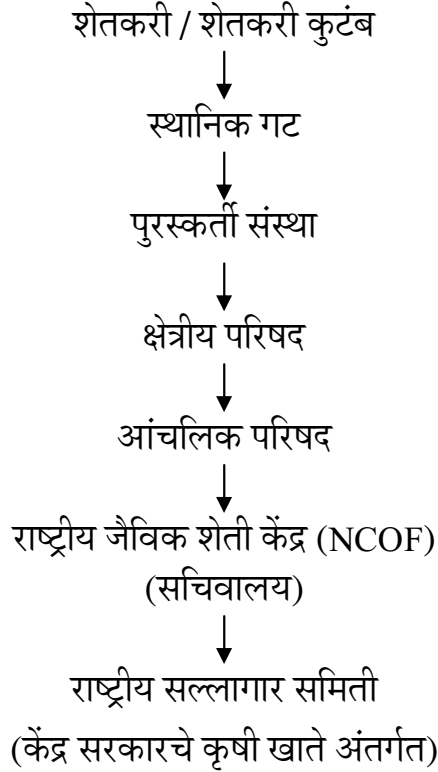 शेतकरी / शेतकरी कुटंब
स्थानिक गट
पुरस्कर्ती संस्था
क्षेत्रीय परिषद
आंचलिक परिषद
राष्ट्रीय जैविक शेती केंद्र (NCOF)
(सचिवालय)
राष्ट्रीय सल्लागार समिती
(केंद्र सरकारचे कृषी खाते अंतर्गत)